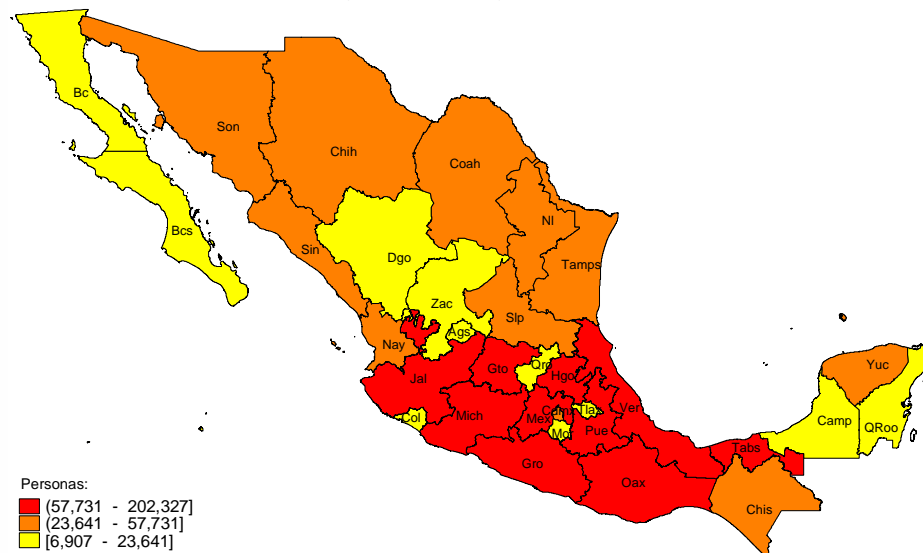 Bc
Son
Chih
Coah
Bcs
Nl
Sin
Dgo
Tamps
Zac
Slp
Ags
Nay
Qro
Yuc
Jal
Gto
Hgo
Col
Mich
Mex
Cdmx
Tlax
Ver
Camp
QRoo
Mor
Pue
Tabs
Gro
Oax
Chis
Personas:
(57,731 - 202,327]
(23,641 - 57,731]
[6,907 - 23,641]